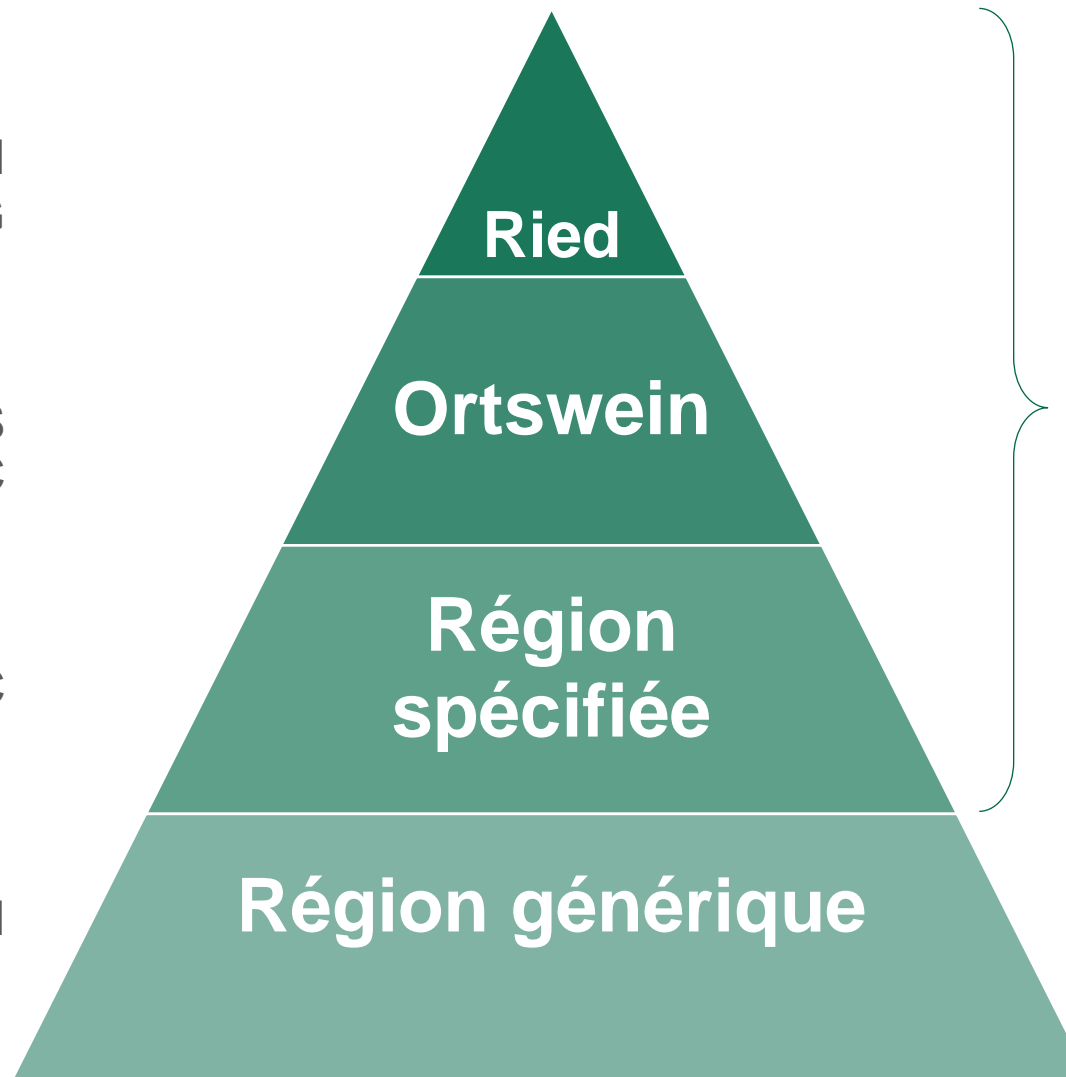 Ried
Ortswein
Région
spécifiée
Région générique